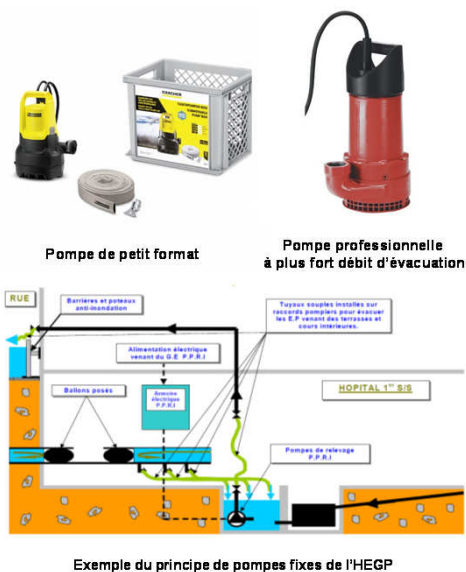 KARCHER
Pompe de petit format
Pompe professionnelle
à plus fort débit d'évacuation
RUE
Barrières et poteaux
anti-inondation
Tuyaux souples installés sur
raccords pompiers pour évacuer
les E.P venant des terrasses et
cours intérieures.
Alimentation électrique
venant du G.E P.P.R.I
HOPITAL 1er S/S
Ballons posés
Armoire
électrique
P.P.R.I
Pompes de relevage
P.P.R.I
Exemple du principe de pompes fixes de l'HEGP